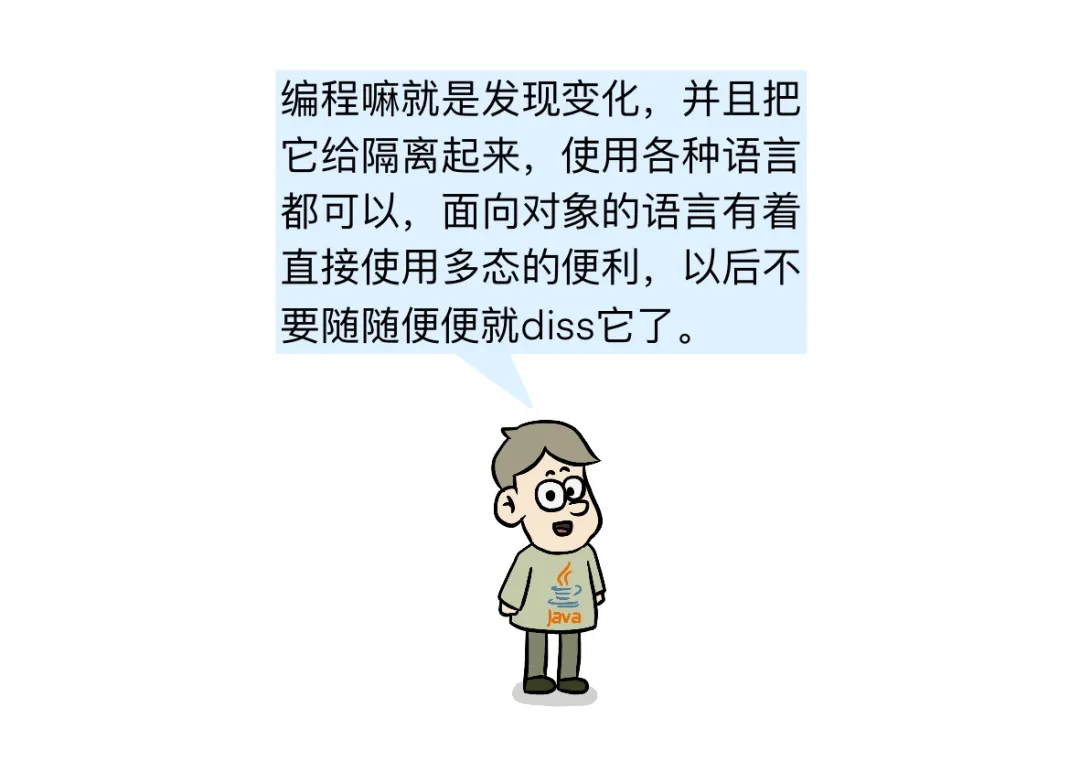 编程嘛就是发现变化，并且把
它给隔离起来，使用各种语言
都可以，面向对象的语言有着
直接使用多态的便利，以后不
要随随便便就diss它了。
java